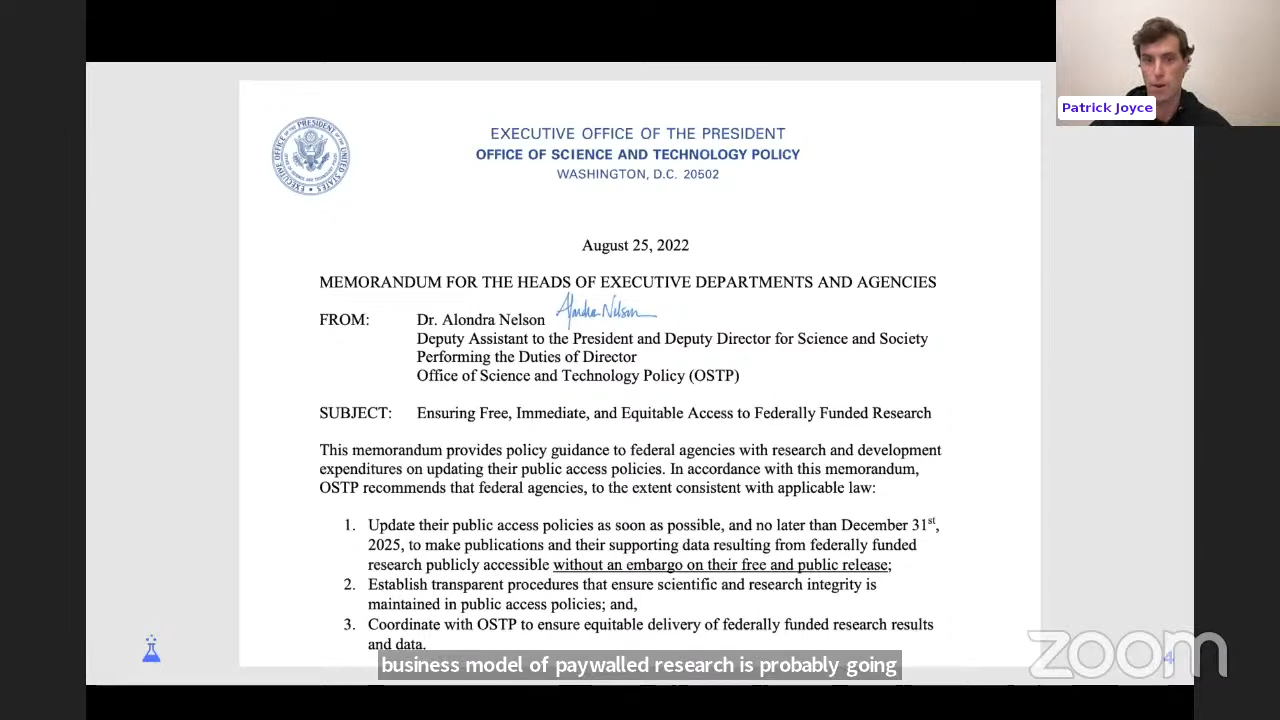 Patrick Joyce
EXECUTIVE OFFICE OF THE PRESIDENT
OFFICE OF SCIENCE AND TECHNOLOGY POLICY
WASHINGTON, D.C. 20502
August 25, 2022
MEMORANDUM FOR THE HEADS OF EXECUTIVE DEPARTMENTS AND AGENCIES
Alondra Nelson
FROM: Dr. Alondra Nelson
Deputy Assistant to the President and Deputy Director for Science and Society
Performing the Duties of Director
Office of Science and Technology Policy (OSTP)
SUBJECT: Ensuring Free, Immediate, and Equitable Access to Federally Funded Research
This memorandum provides policy guidance to federal agencies with research and development
expenditures on updating their public access policies. In accordance with this memorandum,
OSTP recommends that federal agencies, to the extent consistent with applicable law:
1. Update their public access policies as soon as possible, and no later than December 31st,
2025, to make publications and their supporting data resulting from federally funded
research publicly accessible without an embargo on their free and public release;
2. Establish transparent procedures that ensure scientific and research integrity is
maintained in public access policies; and,
3. Coordinate with OSTP to ensure equitable delivery of federally funded research results
and data.
business model of paywalled research is probably going
zoom
4